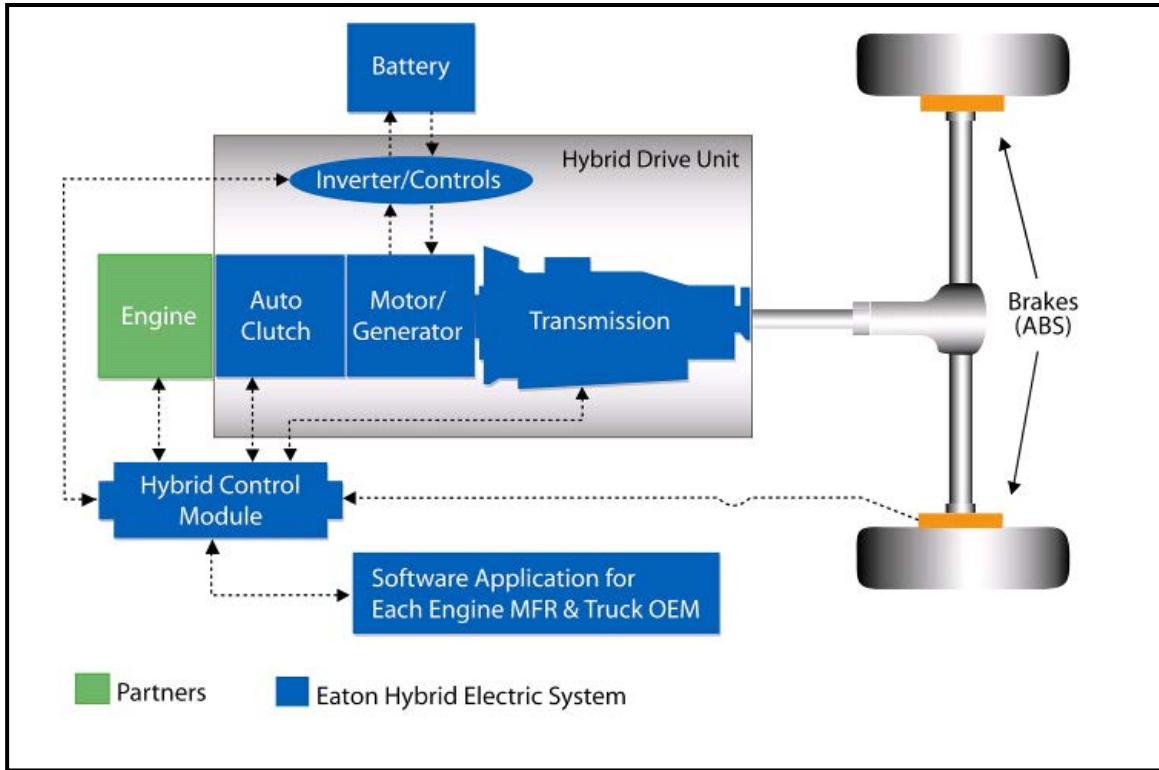 Battery
Hybrid Drive Unit
Inverter/Controls
Engine
Auto
Clutch
Motor/
Generator
Transmission
Brakes
(ABS)
Hybrid Control
Module
Software Application for
Each Engine MFR & Truck OEM
Partners
Eaton Hybrid Electric System